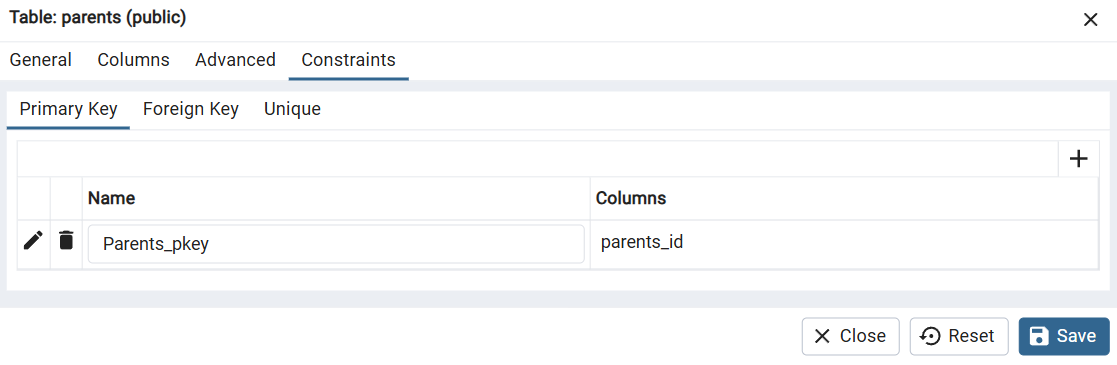 Table: parents (public)
General Columns Advanced Constraints
Primary Key Foreign Key Unique
Name Columns
Parents_pkey parents_id
Close Reset Save